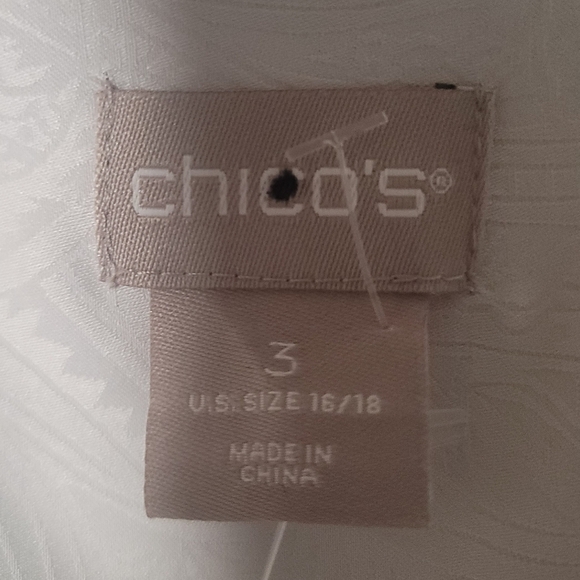 chico's®
3
U.S. SIZE 16/18
MADE IN
CHINA